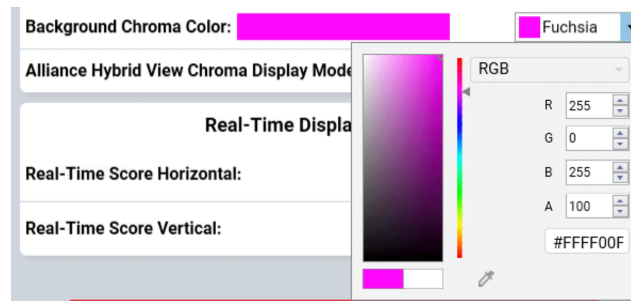 Background Chroma Color:
Fuchsia
Alliance Hybrid View Chroma Display Mode
RGB
R 255
G 0
B 255
A 100
#FFFF00F
Real-Time Displa
Real-Time Score Horizontal:
Real-Time Score Vertical: